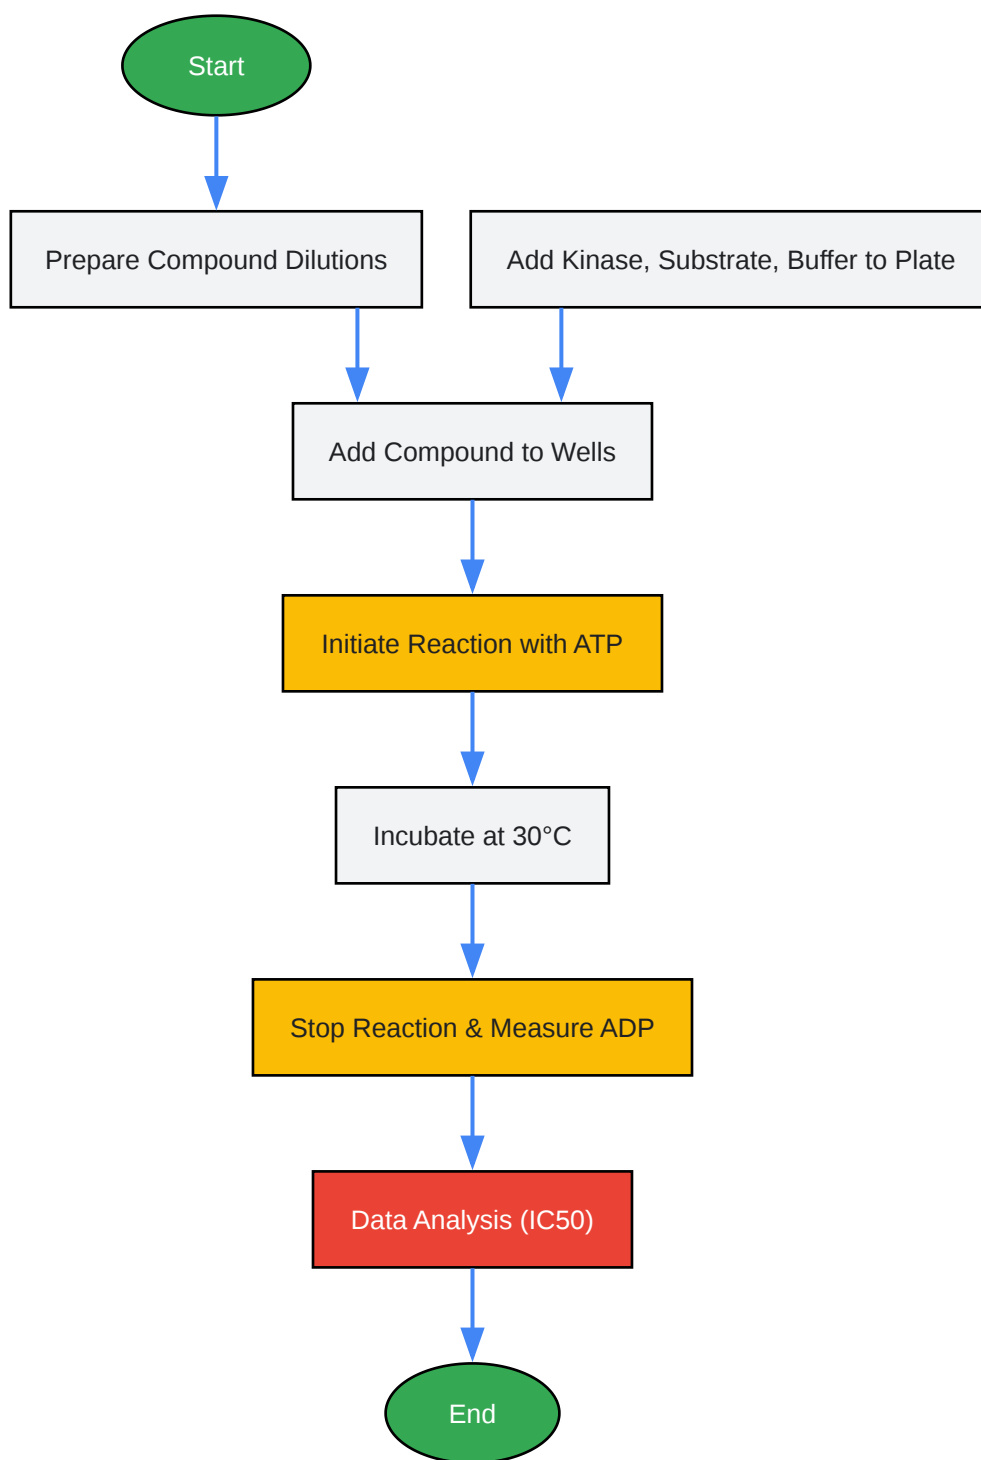 Start
Prepare Compound Dilutions
Add Kinase, Substrate, Buffer to Plate
Add Compound to Wells
Initiate Reaction with ATP
Incubate at 30°C
Stop Reaction & Measure ADP
Data Analysis (IC50)
End